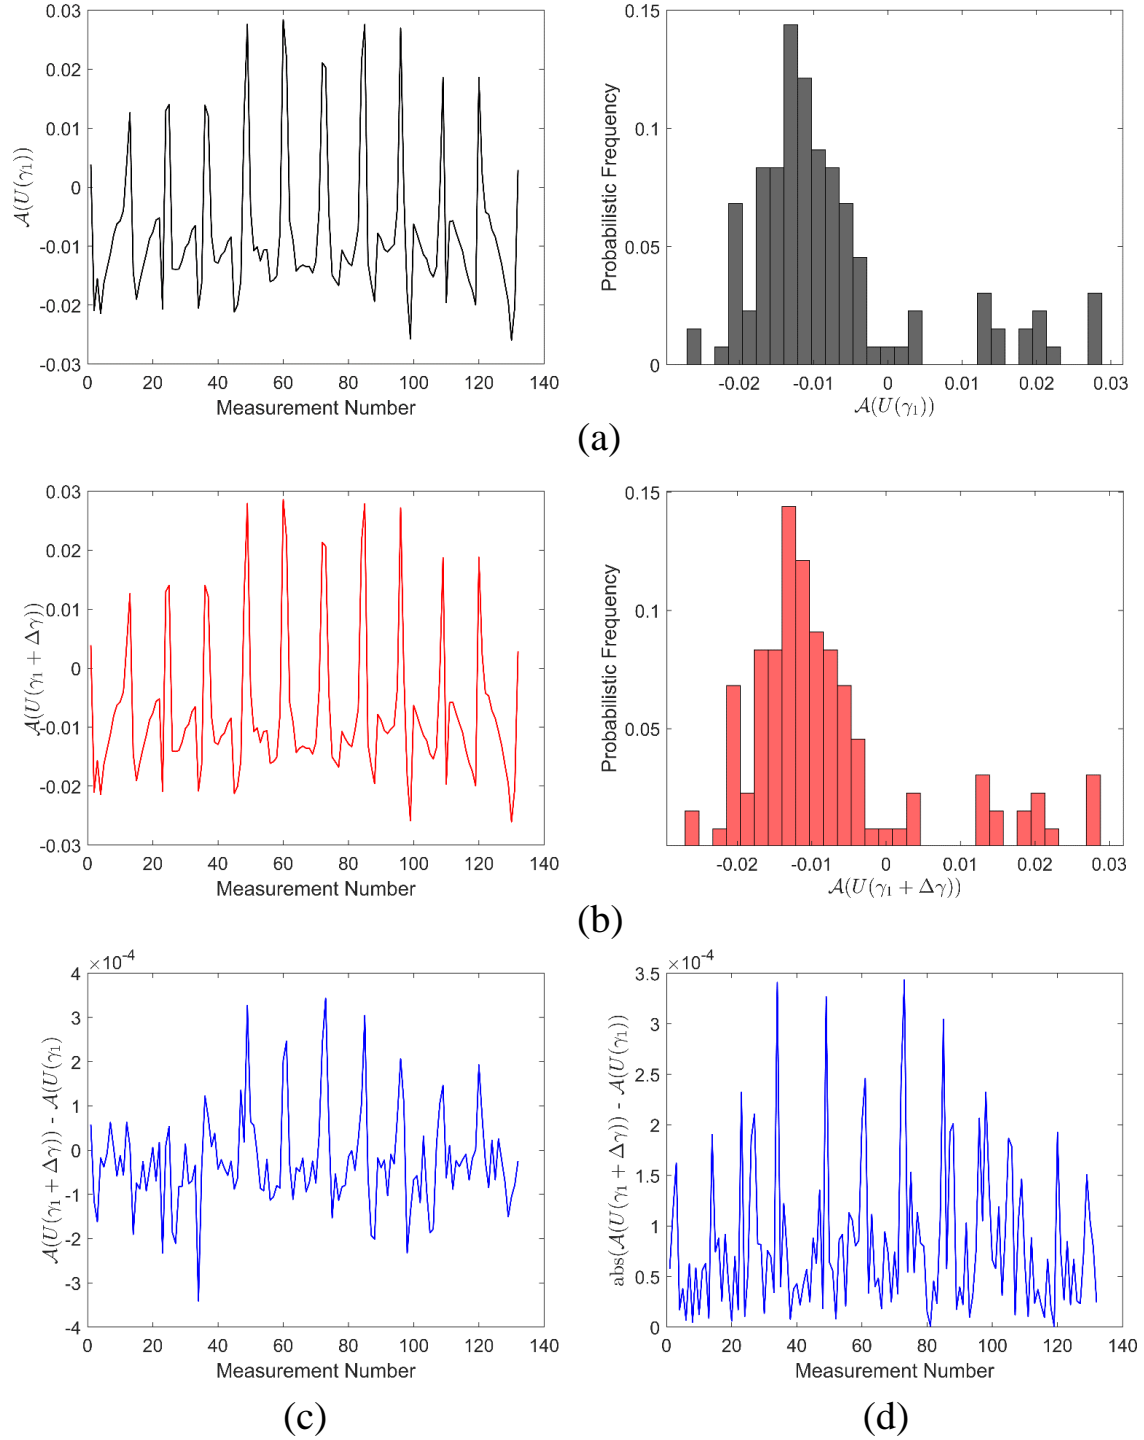 0.03
0.02
0.01
0
-0.01
-0.02
-0.03
0 20 40 60 80 100 120 140
Measurement Number
𝒜(U(γ₁))
0.15
0.1
0.05
0
-0.02 -0.01 0 0.01 0.02 0.03
𝒜(U(γ₁))
Probabilistic Frequency
(a)
0.03
0.02
0.01
0
-0.01
-0.02
-0.03
0 20 40 60 80 100 120 140
Measurement Number
𝒜(U(γ₁ + Δγ))
0.15
0.1
0.05
-0.02 -0.01 0 0.01 0.02 0.03
𝒜(U(γ₁ + Δγ))
Probabilistic Frequency
(b)
×10⁻⁴
4
3
2
1
0
-1
-2
-3
-4
0 20 40 60 80 100 120 140
Measurement Number
𝒜(U(γ₁ + Δγ)) - 𝒜(U(γ₁)
×10⁻⁴
3.5
3
2.5
2
1.5
1
0.5
0
0 20 40 60 80 100 120 140
Measurement Number
abs(𝒜(U(γ₁ + Δγ)) - 𝒜(U(γ₁))
(c)
(d)